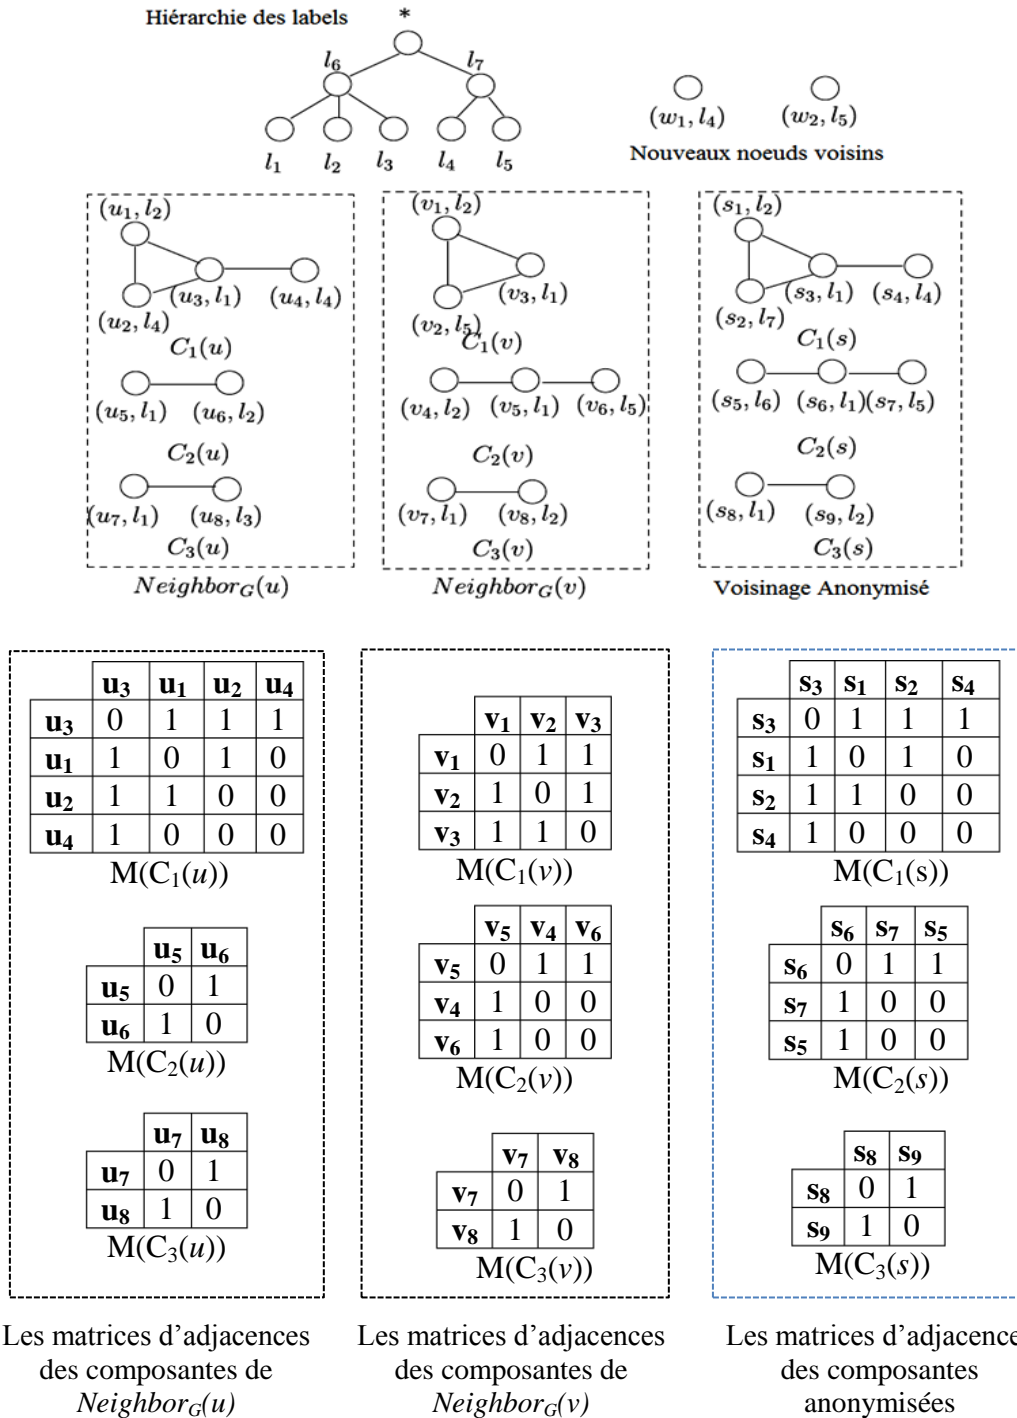 Hiérarchie des labels
*
l6 l7
l1 l2 l3 l4 l5
(w1, l4) (w2, l5)
Nouveaux noeuds voisins
(u1, l2)
(u3, l1) (u4, l4)
(u2, l4)
C1(u)
(u5, l1) (u6, l2)
C2(u)
(u7, l1) (u8, l3)
C3(u)
NeighborG(u)
(v1, l2)
(v3, l1)
(v2, l5)
C1(v)
(v4, l2) (v5, l1) (v6, l5)
C2(v)
(v7, l1) (v8, l2)
C3(v)
NeighborG(v)
(s1, l2)
(s3, l1) (s4, l4)
(s2, l7)
C1(s)
(s5, l6) (s6, l1)(s7, l5)
C2(s)
(s8, l1) (s9, l2)
C3(s)
Voisinage Anonymisé
u3 u1 u2 u4
u3 0 1 1 1
u1 1 0 1 0
u2 1 1 0 0
u4 1 0 0 0
M(C1(u))
u5 u6
u5 0 1
u6 1 0
M(C2(u))
u7 u8
u7 0 1
u8 1 0
M(C3(u))
Les matrices d'adjacences
des composantes de
NeighborG(u)
v1 v2 v3
v1 0 1 1
v2 1 0 1
v3 1 1 0
M(C1(v))
v5 v4 v6
v5 0 1 1
v4 1 0 0
v6 1 0 0
M(C2(v))
v7 v8
v7 0 1
v8 1 0
M(C3(v))
Les matrices d'adjacences
des composantes de
NeighborG(v)
s3 s1 s2 s4
s3 0 1 1 1
s1 1 0 1 0
s2 1 1 0 0
s4 1 0 0 0
M(C1(s))
s6 s7 s5
s6 0 1 1
s7 1 0 0
s5 1 0 0
M(C2(s))
s8 s9
s8 0 1
s9 1 0
M(C3(s))
Les matrices d'adjacence
des composantes
anonymisées